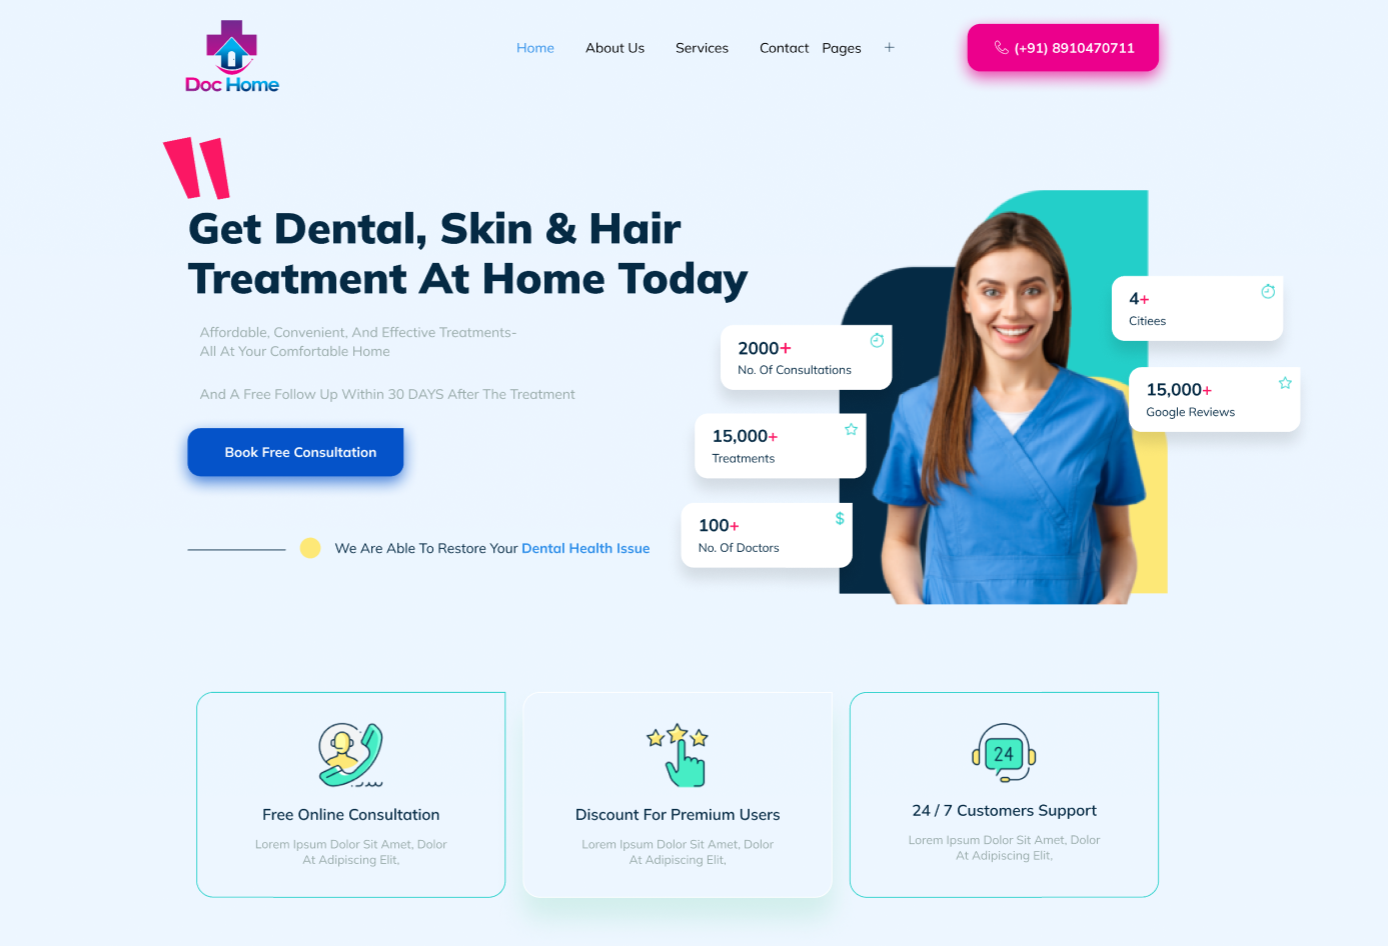 Doc Home
Home
About Us
Services
Contact
Pages
+
(+91) 8910470711
Get Dental, Skin & Hair
Treatment At Home Today
Affordable, Convenient, And Effective Treatments-
All At Your Comfortable Home
And A Free Follow Up Within 30 DAYS After The Treatment
Book Free Consultation
We Are Able To Restore Your Dental Health Issue
2000+
No. Of Consultations
15,000+
Treatments
$
100+
No. Of Doctors
4+
Citiees
15,000+
Google Reviews
Free Online Consultation
Lorem Ipsum Dolor Sit Amet, Dolor
At Adipiscing Elit,
Discount For Premium Users
Lorem Ipsum Dolor Sit Amet, Dolor
At Adipiscing Elit,
24
24 / 7 Customers Support
Lorem Ipsum Dolor Sit Amet, Dolor
At Adipiscing Elit,